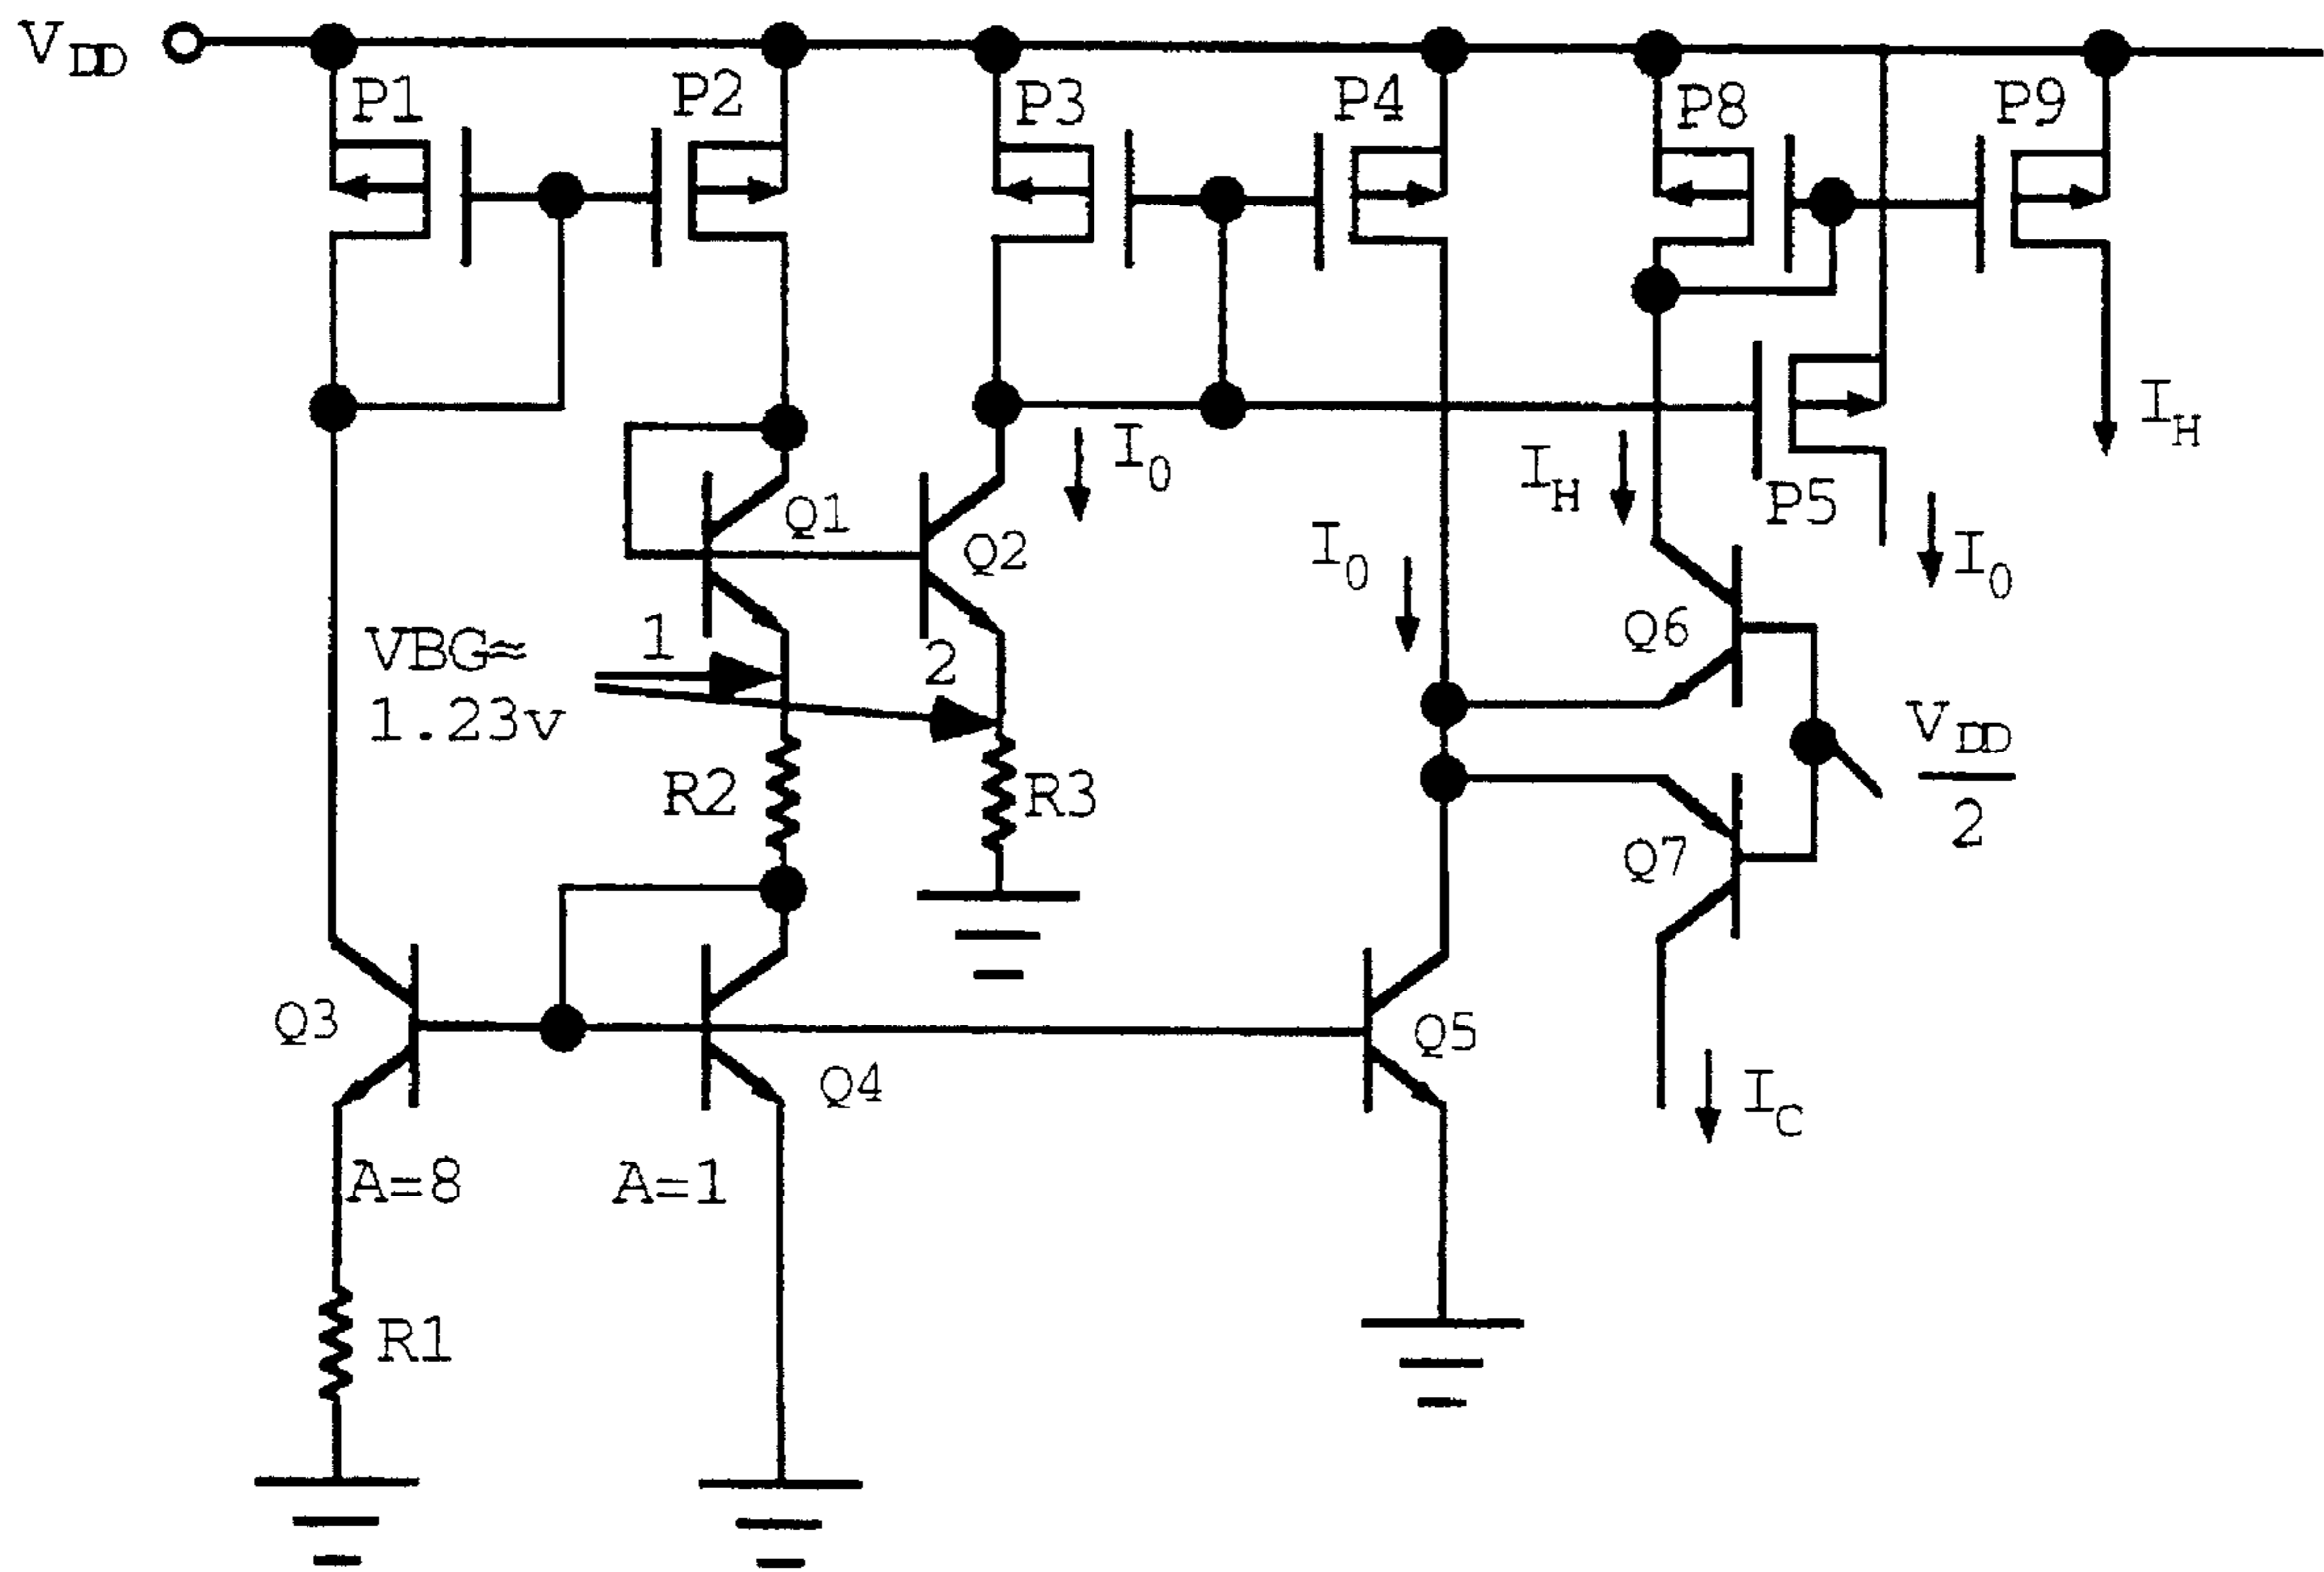 VDD
P1
P2
P3
P4
P8
P9
IH
I0
IH
P5
I0
Q1
Q2
I0
Q6
VBG≈
1.23v
1
2
R2
R3
VDD
2
Q7
Q3
Q4
Q5
IC
A=8
A=1
R1